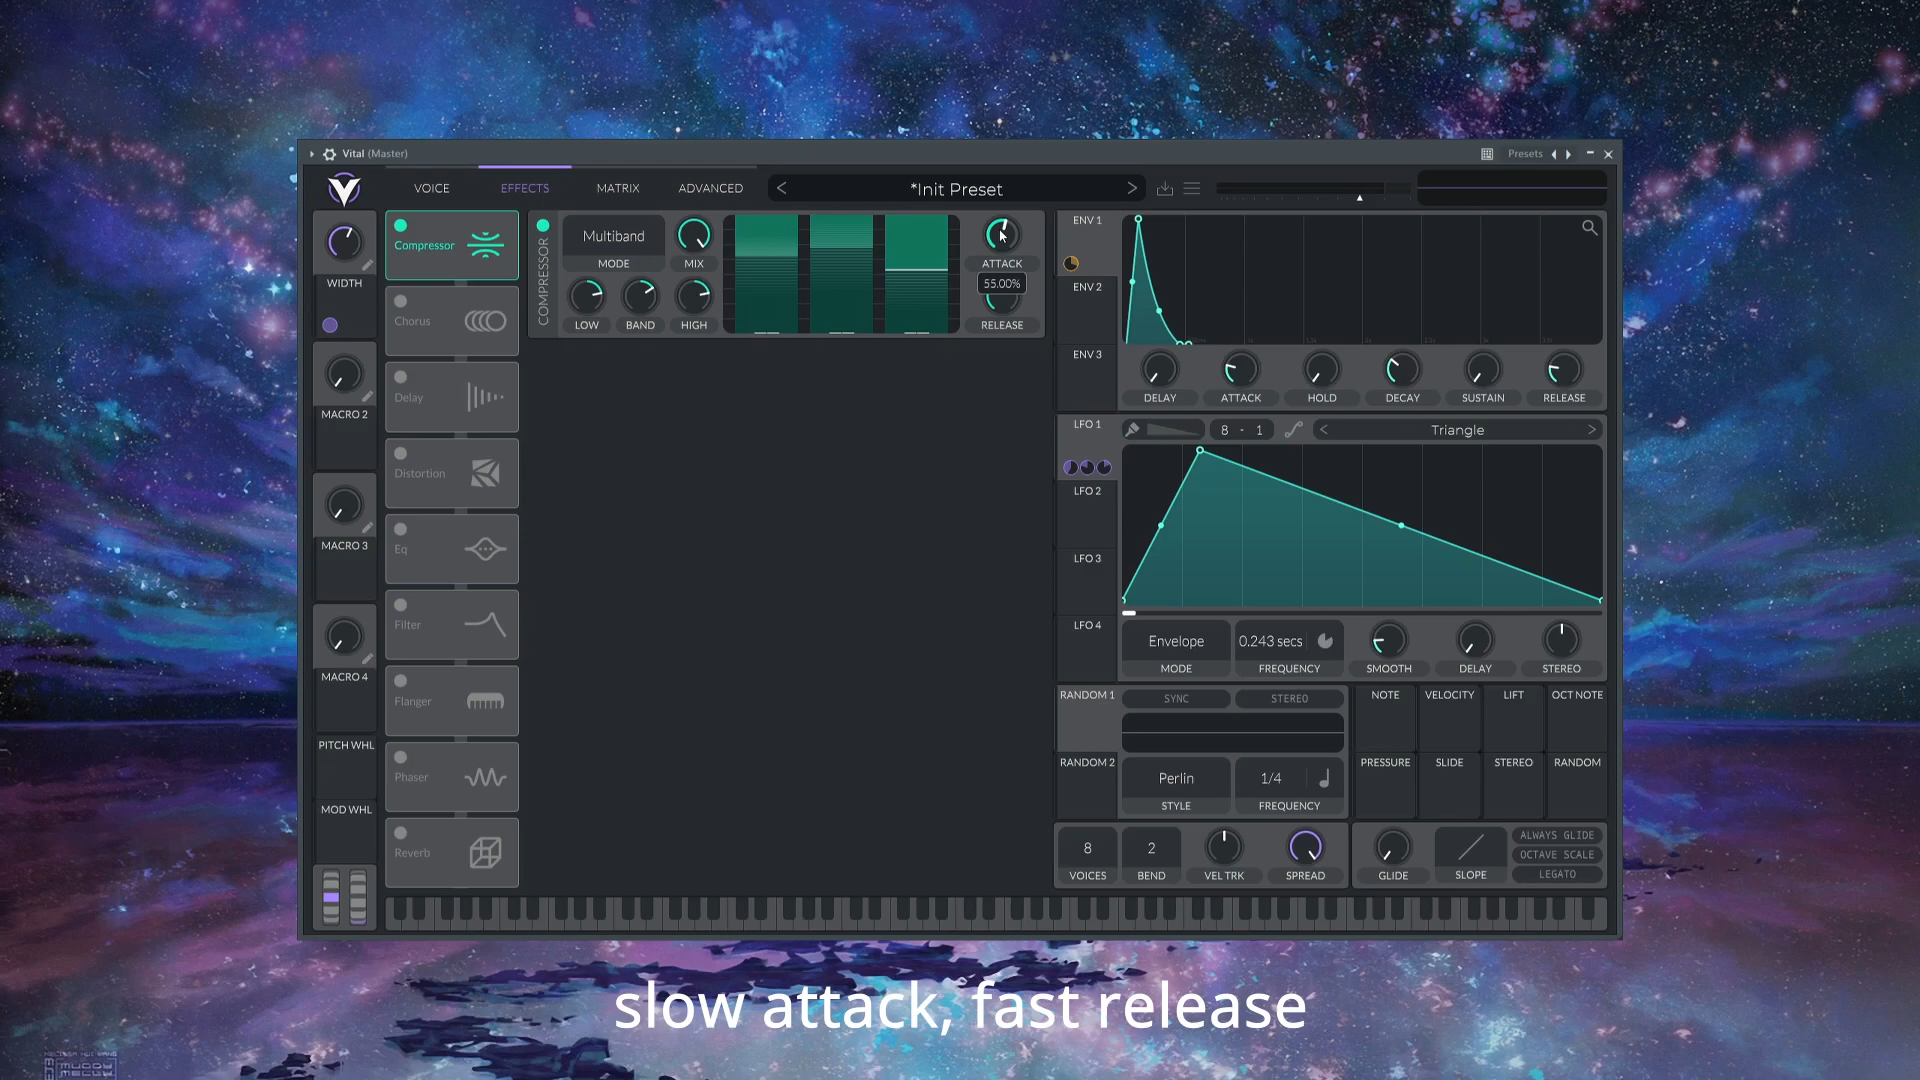 Vital (Master)
Presets
VOICE
EFFECTS
MATRIX
ADVANCED
*Init Preset
WIDTH
MACRO 2
MACRO 3
MACRO 4
PITCH WHL
MOD WHL
Compressor
Chorus
Delay
Distortion
Eq
Filter
Flanger
Phaser
Reverb
COMPRESSOR
Multiband
MODE
MIX
LOW
BAND
HIGH
ATTACK
55.00%
RELEASE
ENV 1
ENV 2
ENV 3
DELAY
ATTACK
HOLD
DECAY
SUSTAIN
RELEASE
LFO 1
LFO 2
LFO 3
LFO 4
8 - 1
Triangle
Envelope
MODE
0.243 secs
FREQUENCY
SMOOTH
DELAY
STEREO
RANDOM 1
RANDOM 2
SYNC
STEREO
Perlin
STYLE
1/4
FREQUENCY
NOTE
VELOCITY
LIFT
OCT NOTE
PRESSURE
SLIDE
STEREO
RANDOM
8
VOICES
2
BEND
VEL TRK
SPREAD
GLIDE
SLOPE
ALWAYS GLIDE
OCTAVE SCALE
LEGATO
slow attack, fast release